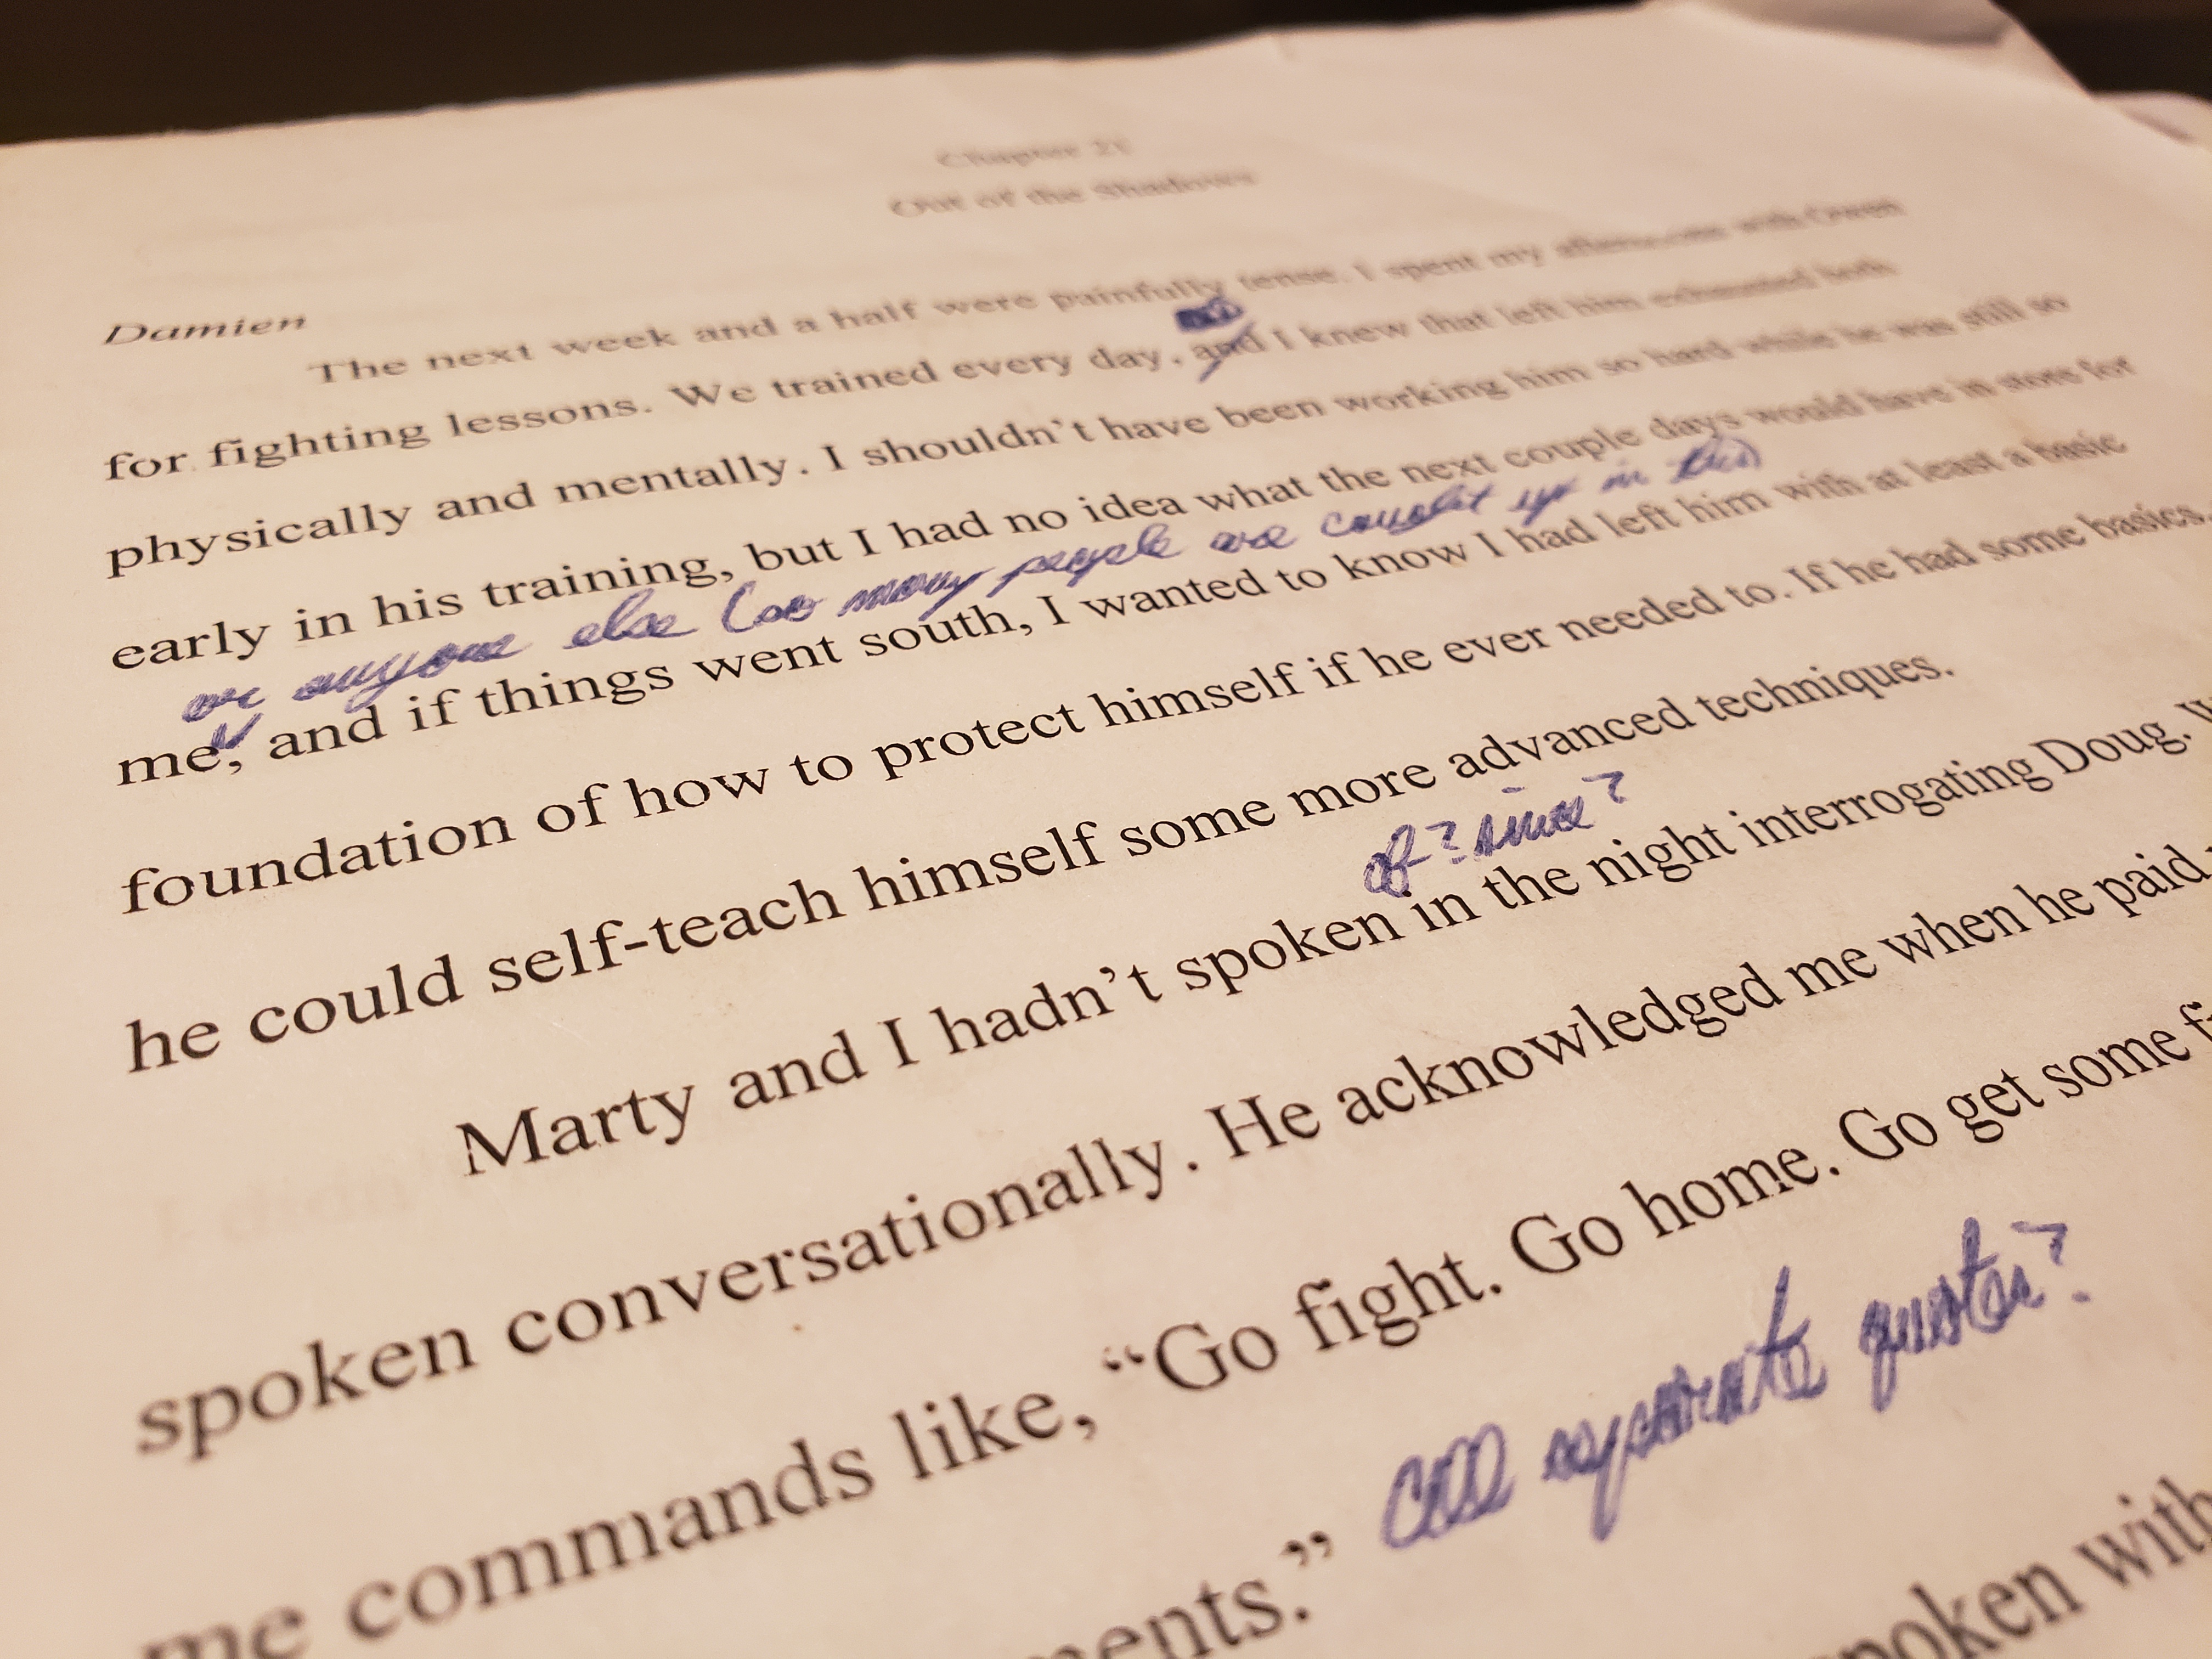 Chapter 21
Out of the Shadows
Damien
The next week and a half were painfully tense. I spent my afternoons with Owen
for fighting lessons. We trained every day, and I knew that left him exhausted both
physically and mentally. I shouldn't have been working him so hard while he was still so
early in his training, but I had no idea what the next couple days would have in store for
or anyone else (so many people are caught up in this)
me, and if things went south, I wanted to know I had left him with at least a basic
foundation of how to protect himself if he ever needed to. If he had some basics,
he could self-teach himself some more advanced techniques.
of? since?
Marty and I hadn't spoken in the night interrogating Doug. W
spoken conversationally. He acknowledged me when he paid
me commands like, “Go fight. Go home. Go get some f
ments.” all separate quotes?
spoken with